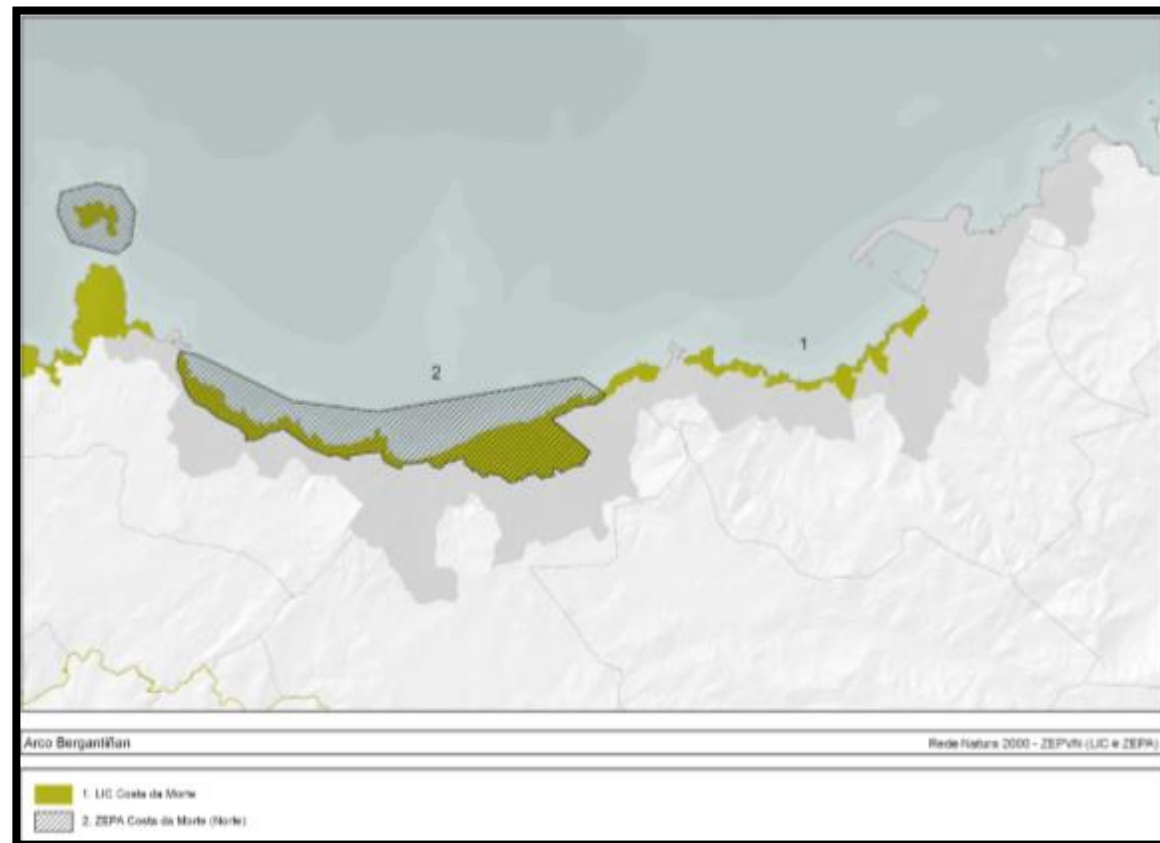 1
2
Arco Bergantiñan
Rede Natura 2000 - ZEPVN (LIC e ZEPA)
1. LIC Costa da Morte
2. ZEPA Costa da Morte (Norte)